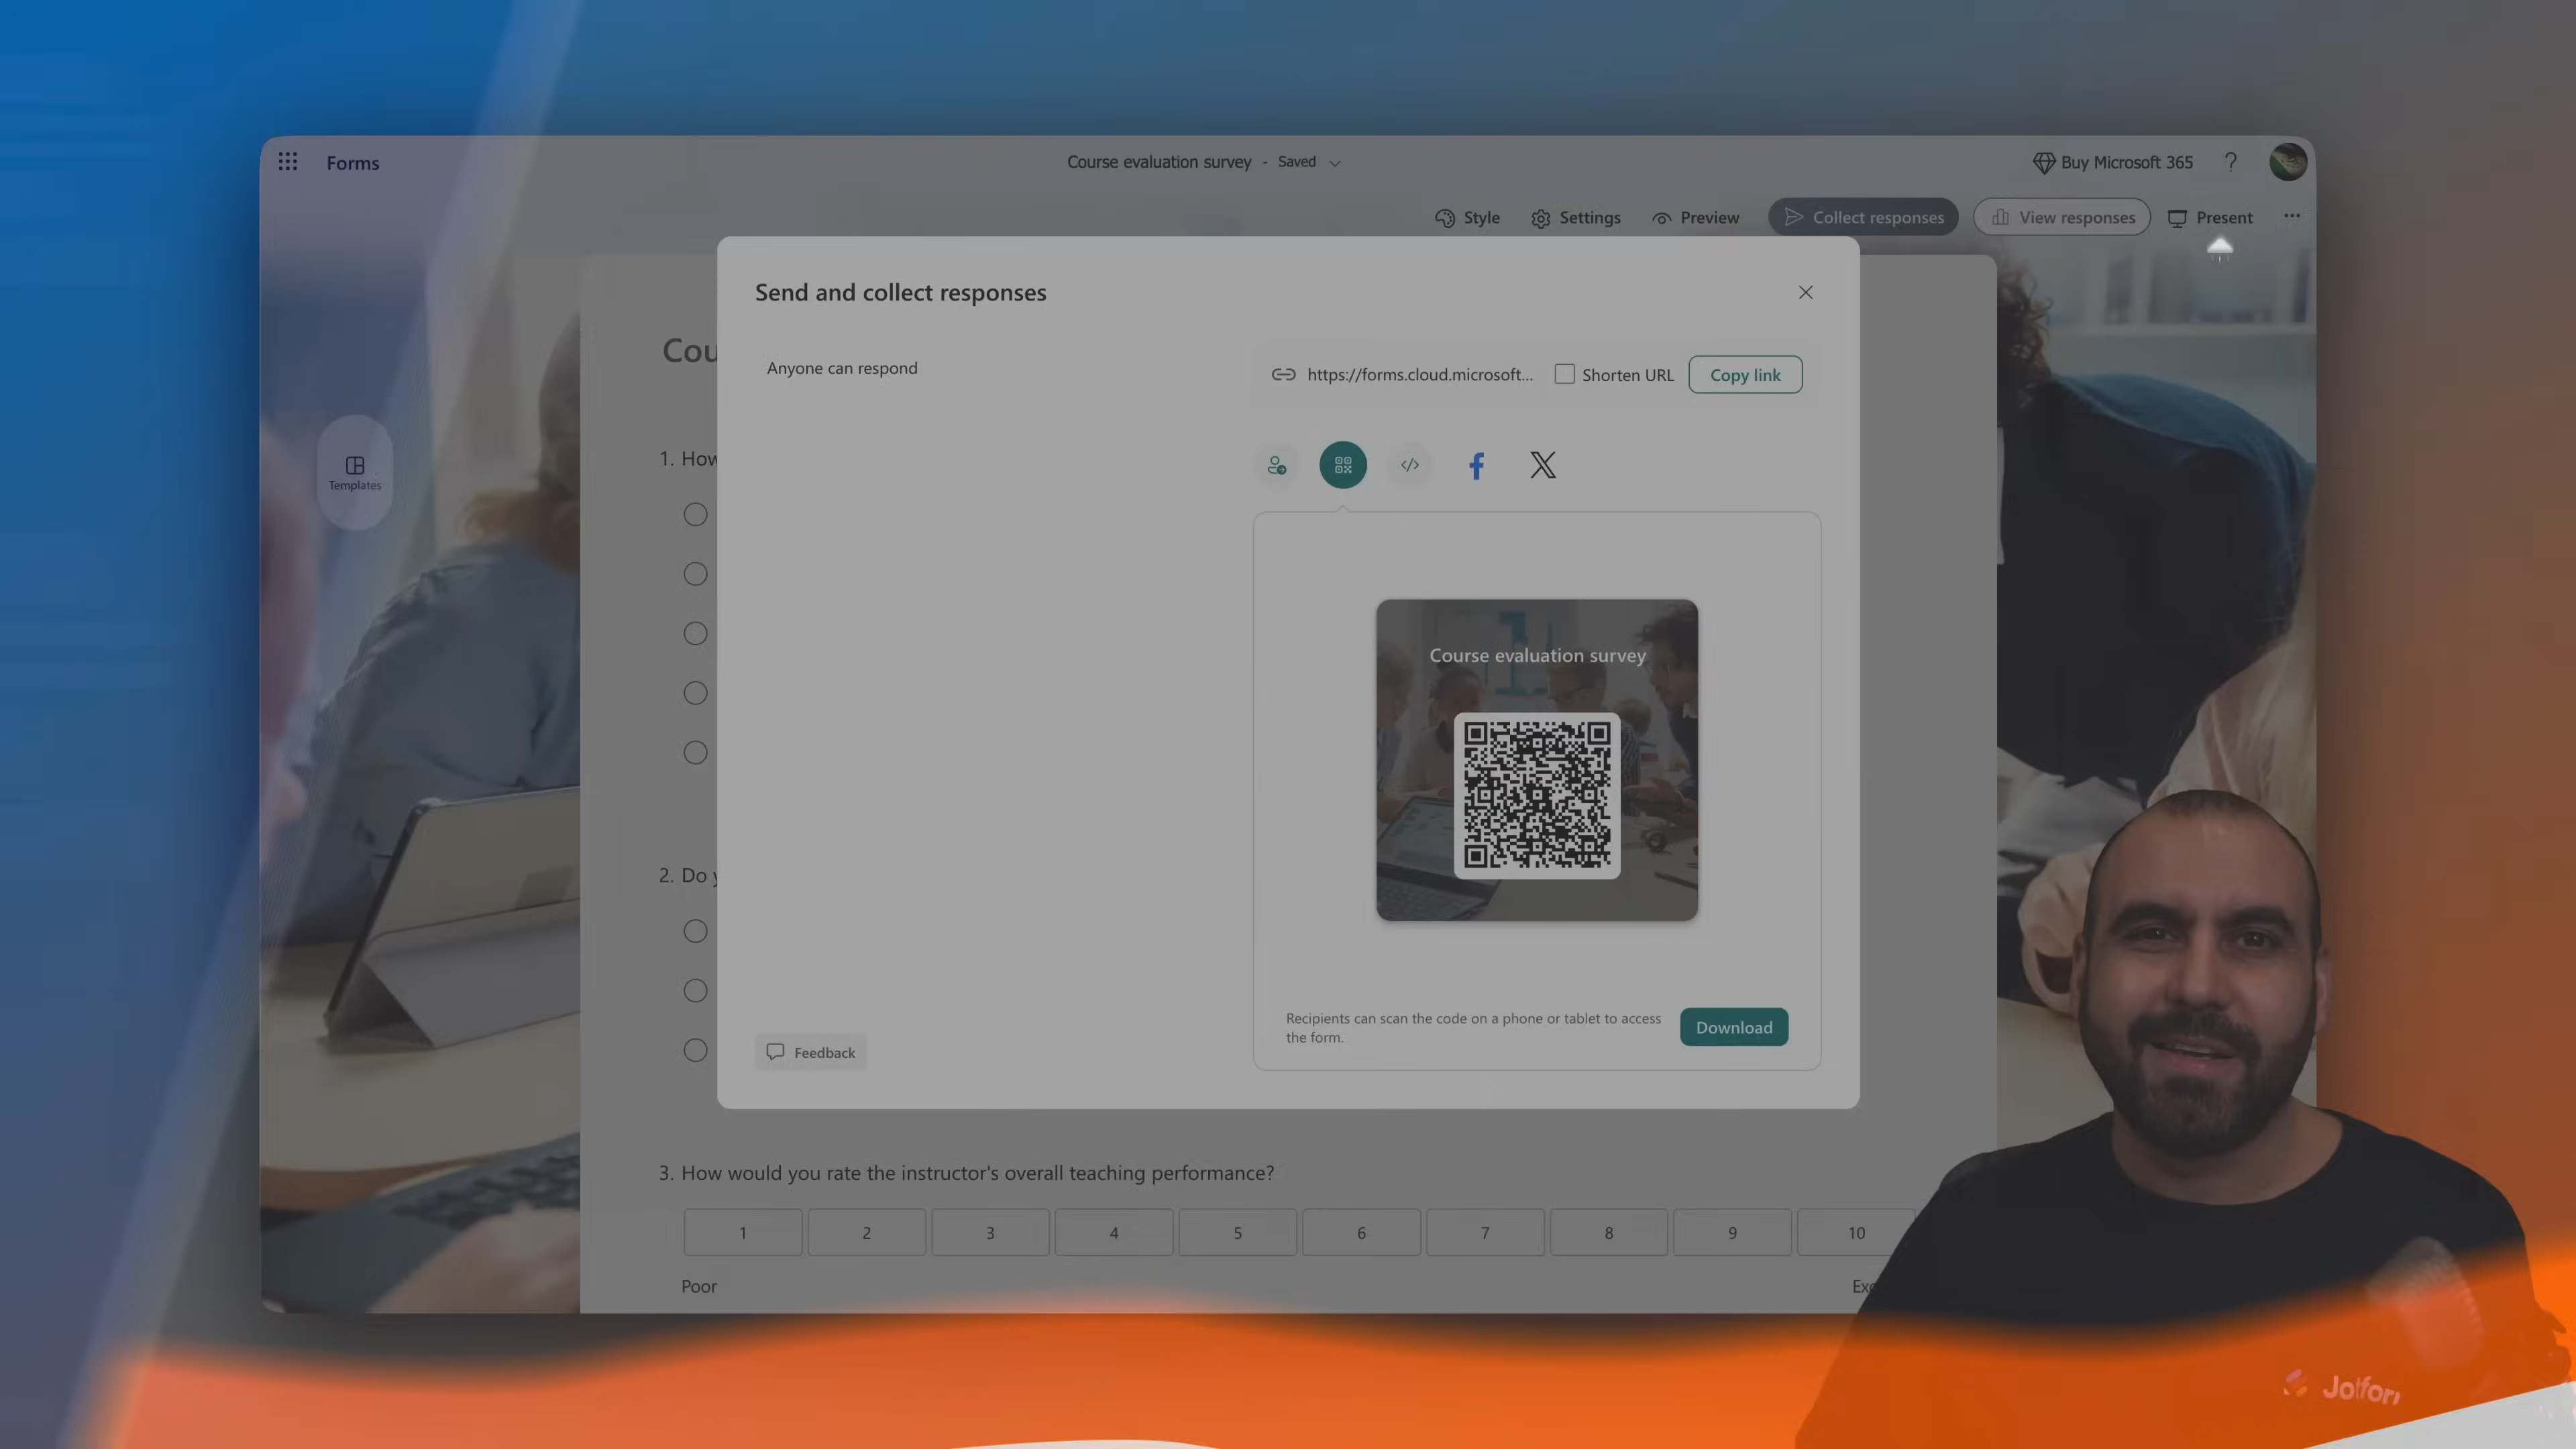 Forms
Course evaluation survey - Saved
Buy Microsoft 365
?
Style
Settings
Preview
Collect responses
View responses
Present
Templates
Send and collect responses
Anyone can respond
https://forms.cloud.microsoft...
Shorten URL
Copy link
Cou
1. How
2. Do y
Course evaluation survey
Recipients can scan the code on a phone or tablet to access
the form.
Download
Feedback
3. How would you rate the instructor's overall teaching performance?
1 2 3 4 5 6 7 8 9 10
Poor